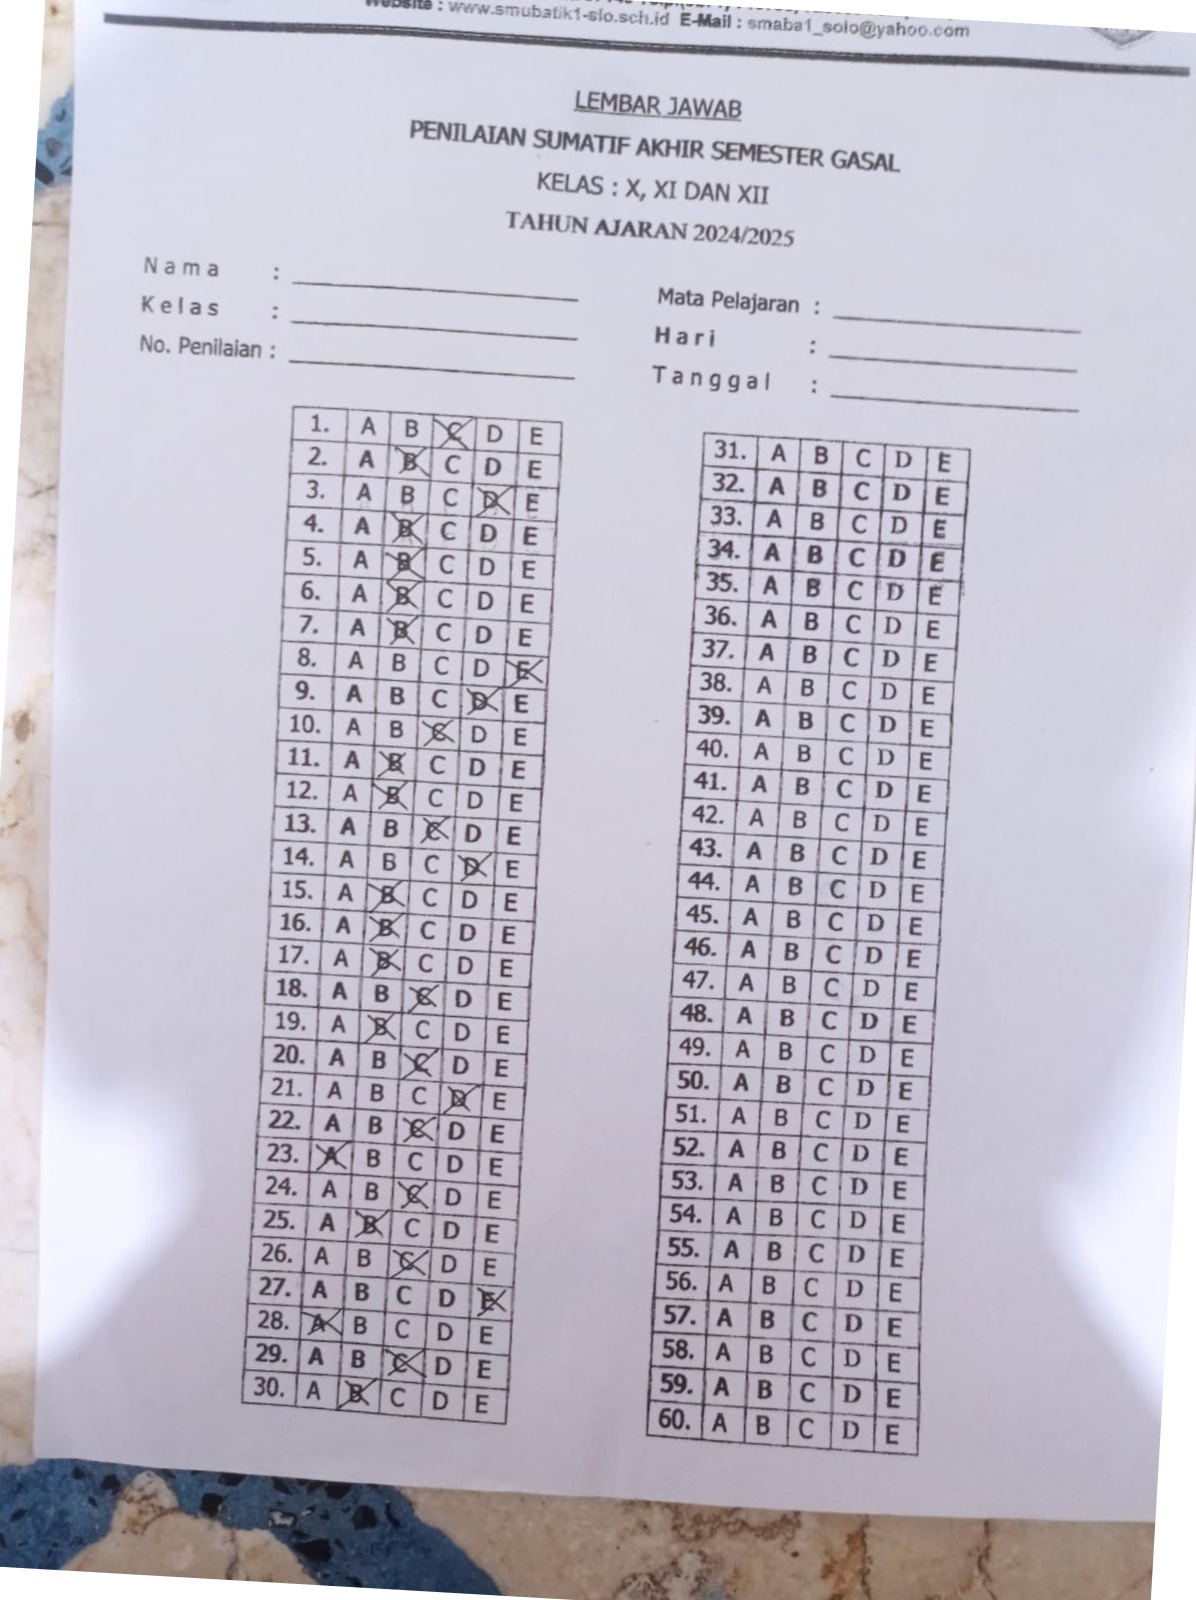 Website : www.smubatik1-slo.sch.id E-Mail : smaba1_solo@yahoo.com
LEMBAR JAWAB
PENILAIAN SUMATIF AKHIR SEMESTER GASAL
KELAS : X, XI DAN XII
TAHUN AJARAN 2024/2025
Nama :
Kelas :
No. Penilaian :
Mata Pelajaran :
Hari :
Tanggal :
1. A B C D E
2. A B C D E
3. A B C D E
4. A B C D E
5. A B C D E
6. A B C D E
7. A B C D E
8. A B C D E
9. A B C D E
10. A B C D E
11. A B C D E
12. A B C D E
13. A B C D E
14. A B C D E
15. A B C D E
16. A B C D E
17. A B C D E
18. A B C D E
19. A B C D E
20. A B C D E
21. A B C D E
22. A B C D E
23. A B C D E
24. A B C D E
25. A B C D E
26. A B C D E
27. A B C D E
28. A B C D E
29. A B C D E
30. A B C D E
31. A B C D E
32. A B C D E
33. A B C D E
34. A B C D E
35. A B C D E
36. A B C D E
37. A B C D E
38. A B C D E
39. A B C D E
40. A B C D E
41. A B C D E
42. A B C D E
43. A B C D E
44. A B C D E
45. A B C D E
46. A B C D E
47. A B C D E
48. A B C D E
49. A B C D E
50. A B C D E
51. A B C D E
52. A B C D E
53. A B C D E
54. A B C D E
55. A B C D E
56. A B C D E
57. A B C D E
58. A B C D E
59. A B C D E
60. A B C D E